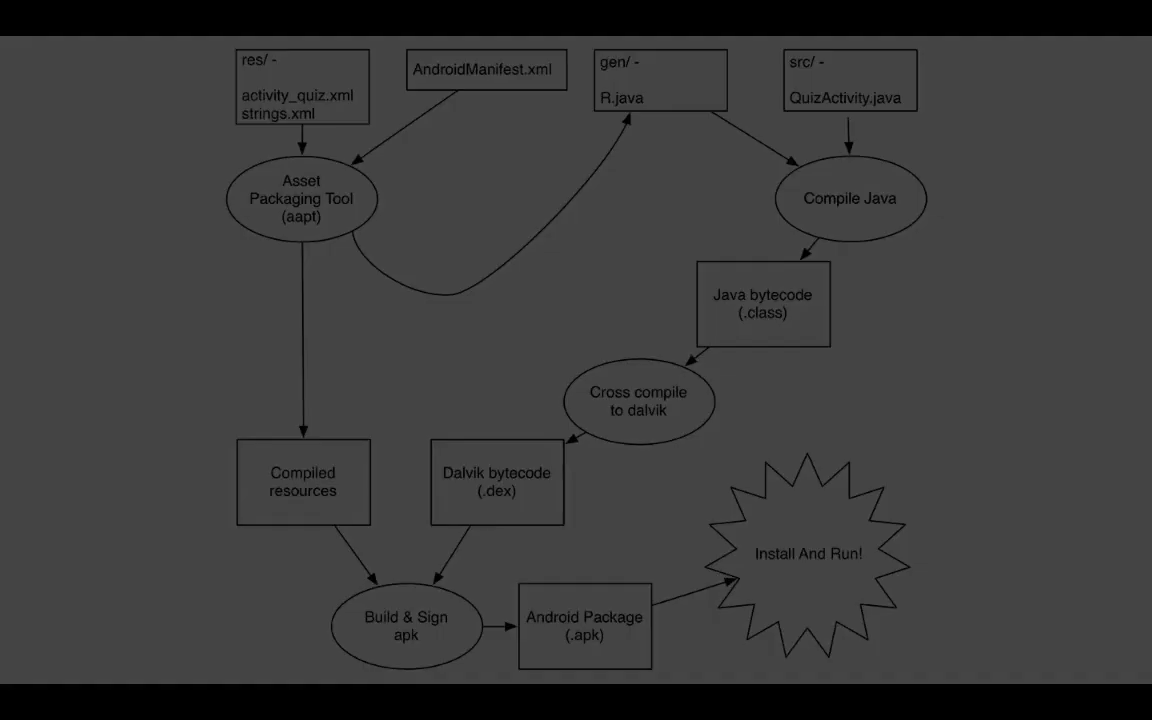 res/ -
activity_quiz.xml
strings.xml
AndroidManifest.xml
gen/ -
R.java
src/ -
QuizActivity.java
Asset
Packaging Tool
(aapt)
Compile Java
Java bytecode
(.class)
Cross compile
to dalvik
Compiled
resources
Dalvik bytecode
(.dex)
Install And Run!
Build & Sign
apk
Android Package
(.apk)